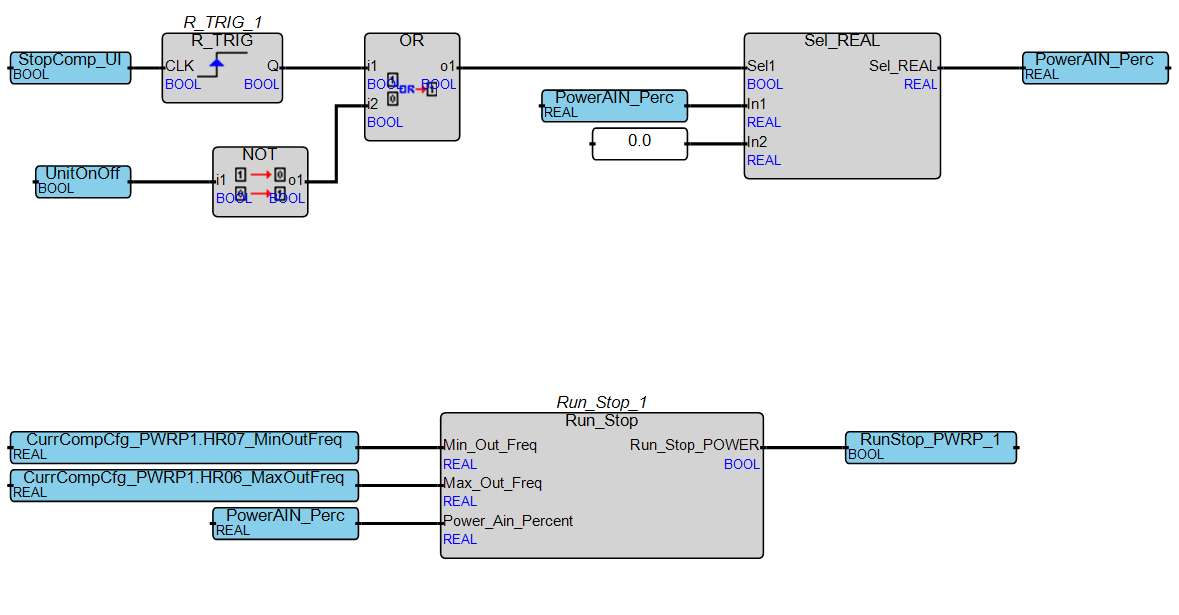 R_TRIG_1
R_TRIG
StopComp_UI
BOOL
CLK
BOOL
Q
BOOL
OR
i1
BOOL
i2
BOOL
o1
BOOL
1
0
OR
1
Sel_REAL
Sel1
BOOL
In1
REAL
In2
REAL
Sel_REAL
REAL
PowerAIN_Perc
REAL
PowerAIN_Perc
REAL
0.0
UnitOnOff
BOOL
NOT
i1
BOOL
1
0
0
1
o1
BOOL
Run_Stop_1
Run_Stop
CurrCompCfg_PWRP1.HR07_MinOutFreq
REAL
Min_Out_Freq
REAL
Run_Stop_POWER
BOOL
RunStop_PWRP_1
BOOL
CurrCompCfg_PWRP1.HR06_MaxOutFreq
REAL
Max_Out_Freq
REAL
PowerAIN_Perc
REAL
Power_Ain_Percent
REAL